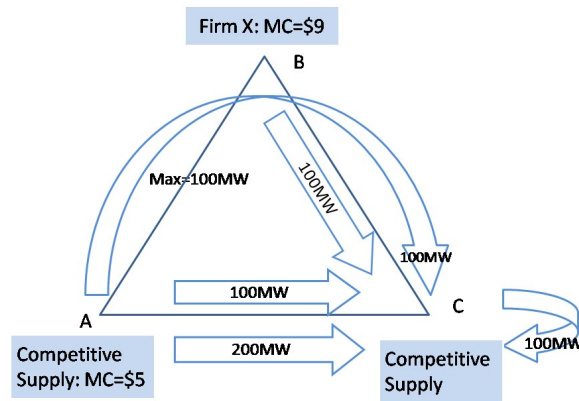 Firm X: MC=$9
B
Max=100MW
100MW
100MW
100MW
A
C
200MW
100MW
Competitive
Supply: MC=$5
Competitive
Supply